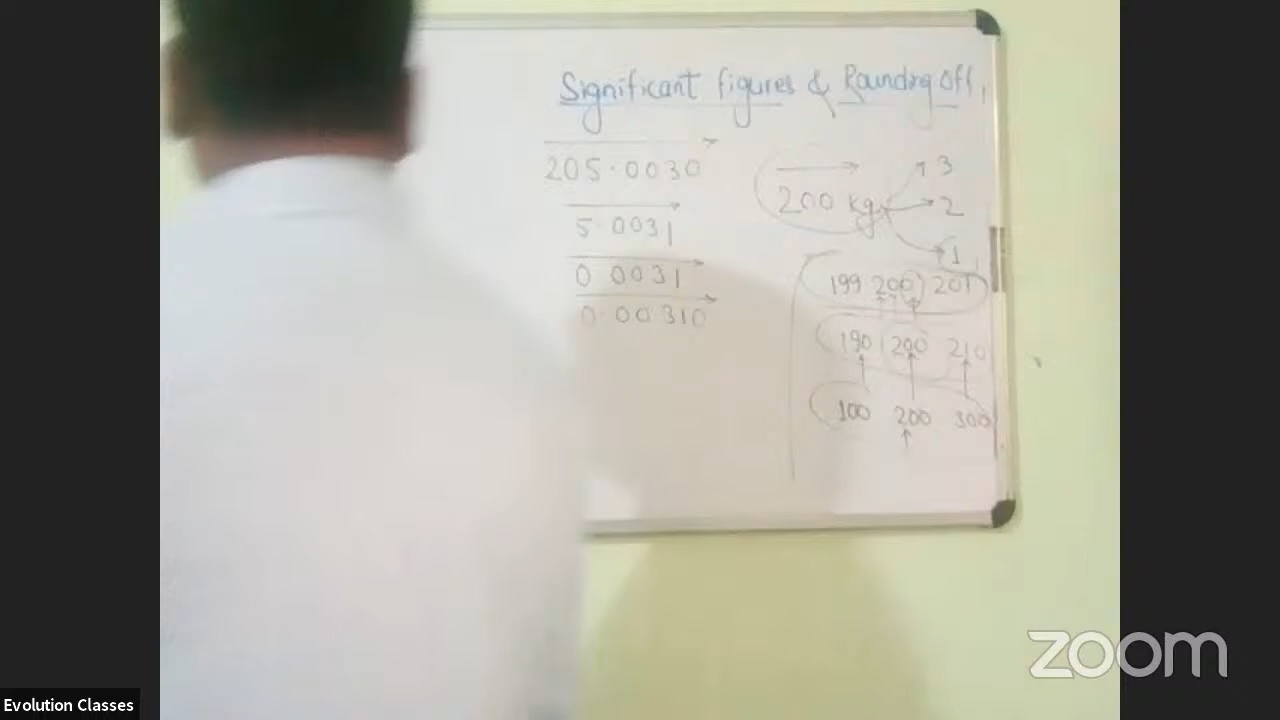 Significant figures & Rounding off,
205.0030
5.0031
0.0031
0.00310
200 kg
3
2
1
199 200 201
190 200 210
100 200 300
zoom
Evolution Classes